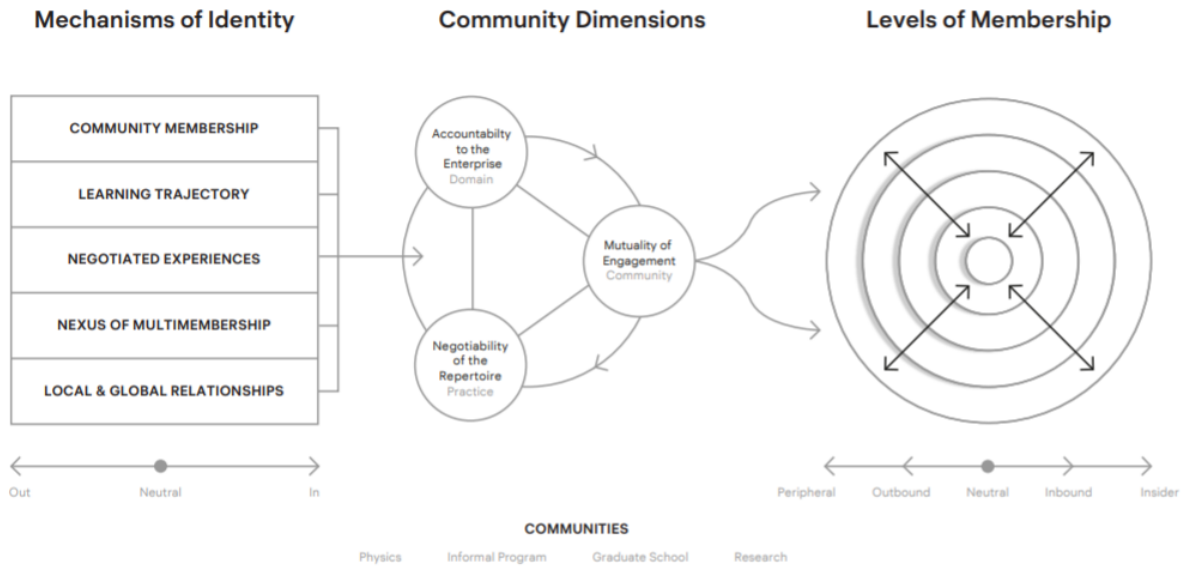 Mechanisms of Identity
Community Dimensions
Levels of Membership
COMMUNITY MEMBERSHIP
LEARNING TRAJECTORY
NEGOTIATED EXPERIENCES
NEXUS OF MULTIMEMBERSHIP
LOCAL & GLOBAL RELATIONSHIPS
Out
Neutral
In
Accountabilty
to the
Enterprise
Domain
Mutuality of
Engagement
Community
Negotiability
of the
Repertoire
Practice
Peripheral
Outbound
Neutral
Inbound
Insider
COMMUNITIES
Physics
Informal Program
Graduate School
Research